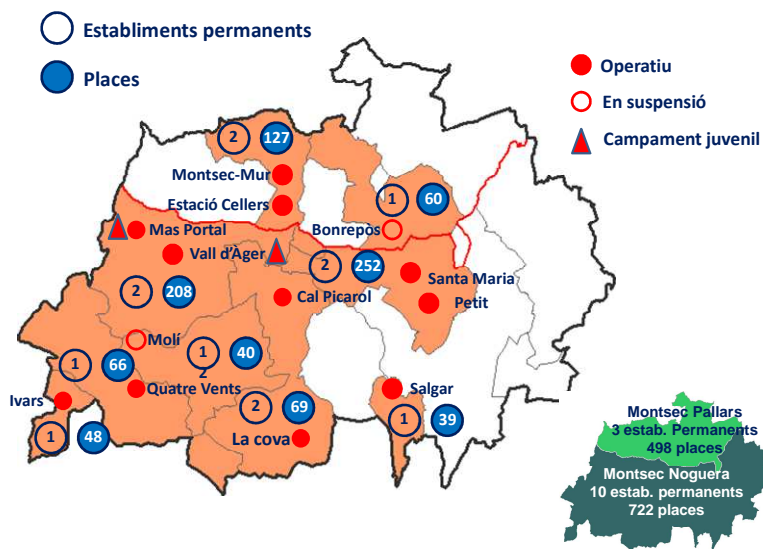 Establiments permanents
Places
Operatiu
En suspensió
Campament juvenil
2 127
Montsec-Mur
Estació Cellers
1 60
Bonrepòs
Mas Portal
Vall d'Àger
2 252
Santa Maria
Petit
2 208
Cal Picarol
Molí
1 40
2
1 66
Quatre Vents
Ivars
Salgar
2 69
1 39
La cova
1 48
Montsec Pallars
3 estab. Permanents
498 places
Montsec Noguera
10 estab. permanents
722 places